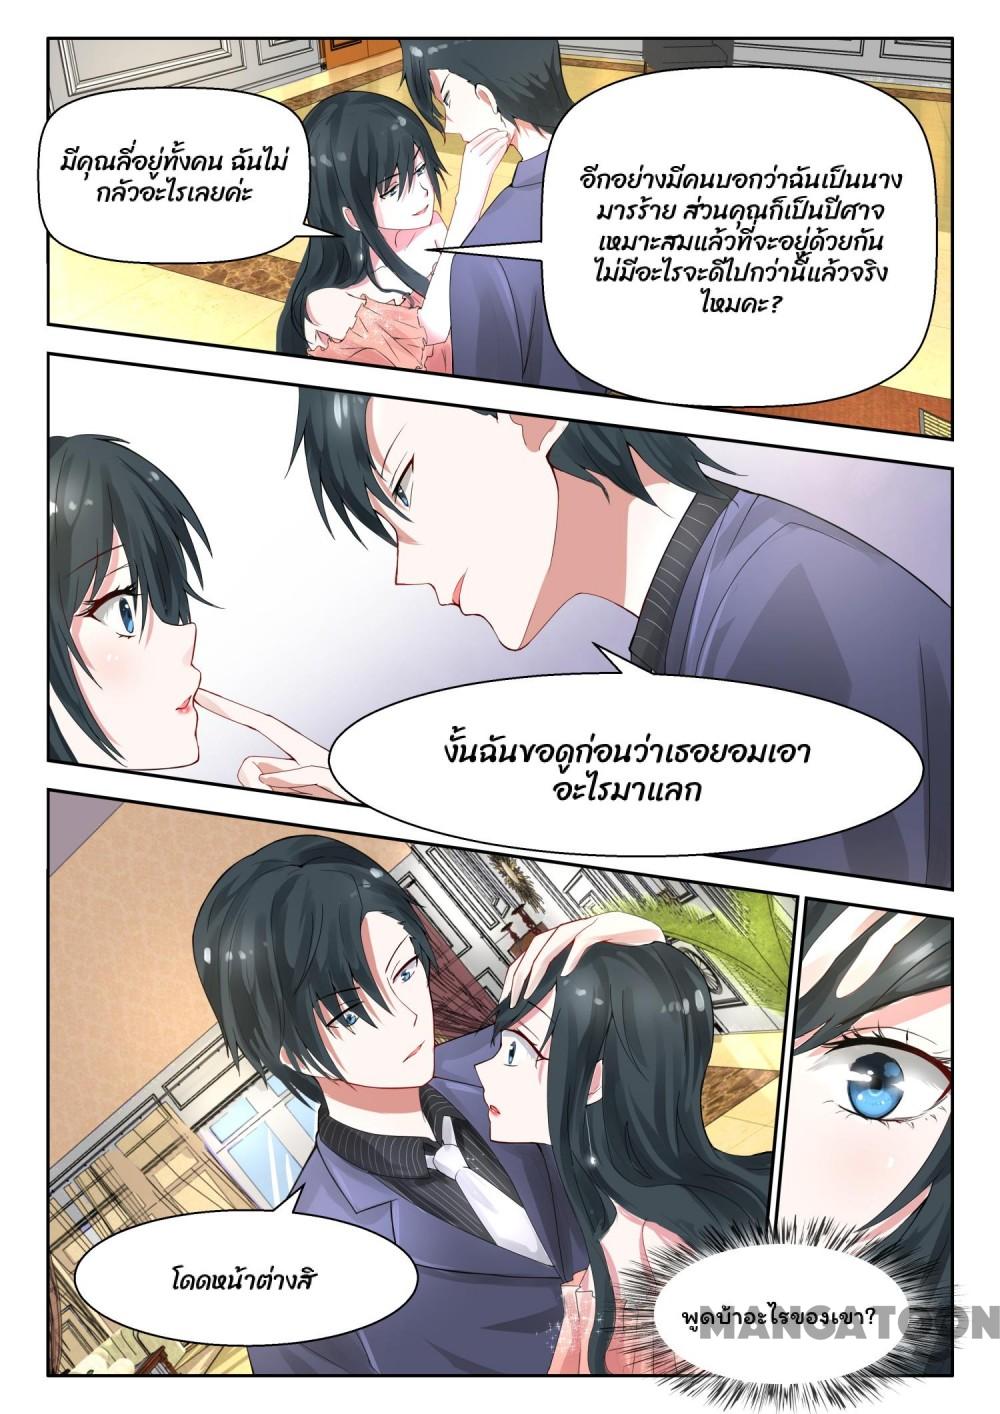 มีคุณลี่อยู่ทั้งคน ฉันไม่
กลัวอะไรเลยค่ะ
อีกอย่างมีคนบอกว่าฉันเป็นนาง
มารร้าย ส่วนคุณก็เป็นปีศาจ
เหมาะสมแล้วที่จะอยู่ด้วยกัน
ไม่มีอะไรจะดีไปกว่านี้แล้วจริง
ไหมคะ?
งั้นฉันขอดูก่อนว่าเธอยอมเอา
อะไรมาแลก
โดดหน้าต่างสิ
พูดบ้าอะไรของเขา?
MANGATOON